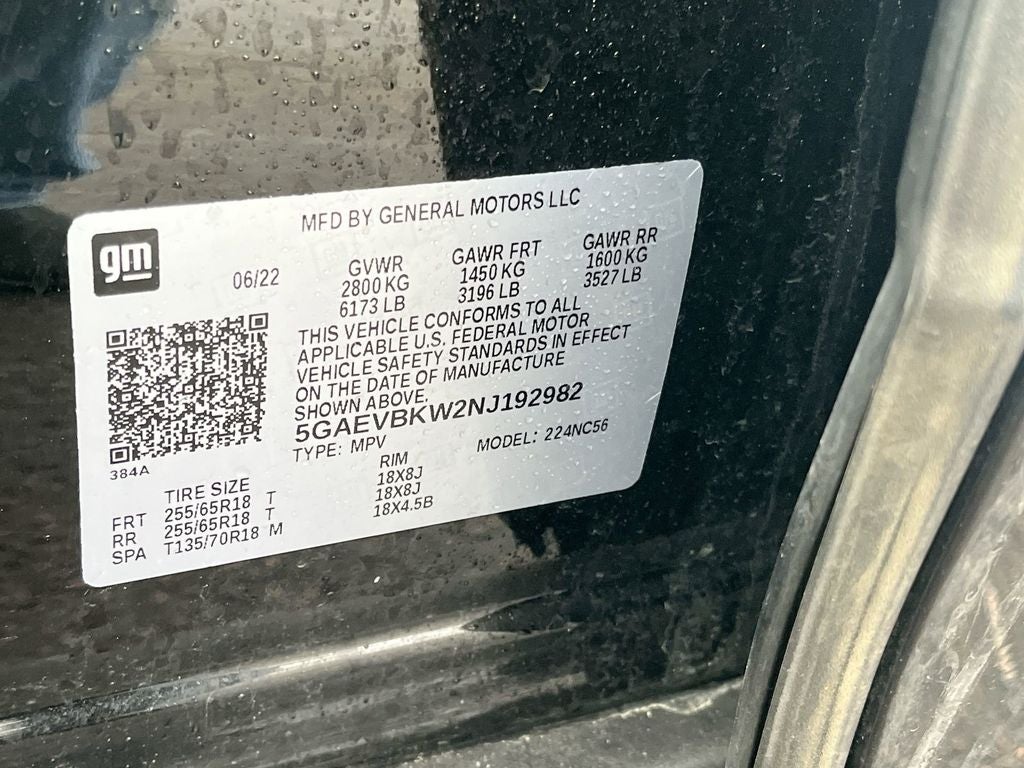 MFD BY GENERAL MOTORS LLC
gm
06/22
GVWR
2800 KG
6173 LB
GAWR FRT
1450 KG
3196 LB
GAWR RR
1600 KG
3527 LB
THIS VEHICLE CONFORMS TO ALL
APPLICABLE U.S. FEDERAL MOTOR
VEHICLE SAFETY STANDARDS IN EFFECT
ON THE DATE OF MANUFACTURE
SHOWN ABOVE.
5GAEVBKW2NJ192982
TYPE: MPV MODEL: 224NC56
384A
TIRE SIZE RIM
FRT 255/65R18 T 18X8J
RR 255/65R18 T 18X8J
SPA T135/70R18 M 18X4.5B